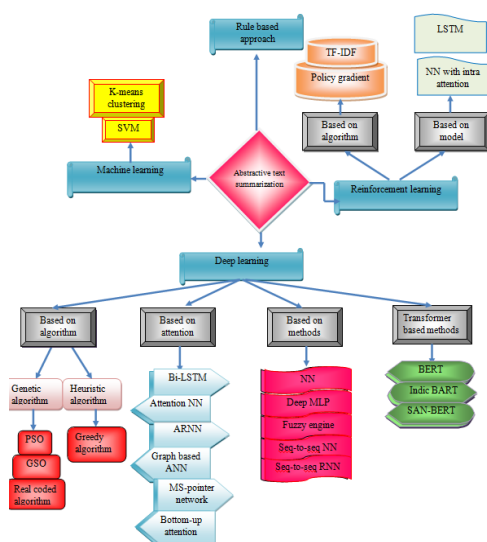 Rule based
approach
TF-IDF
Policy gradient
LSTM
NN with intra
attention
K-means
clustering
SVM
Based on
algorithm
Based on
model
Machine learning
Abstractive text
summarization
Reinforcement learning
Deep learning
Based on
algorithm
Based on
attention
Based on
methods
Transformer
based methods
Genetic
algorithm
Heuristic
algorithm
PSO
GSO
Real coded
algorithm
Greedy
algorithm
Bi-LSTM
Attention NN
ARNN
Graph based
ANN
MS-pointer
network
Bottom-up
attention
NN
Deep MLP
Fuzzy engine
Seq-to-seq NN
Seq-to-seq RNN
BERT
Indic BART
SAN-BERT